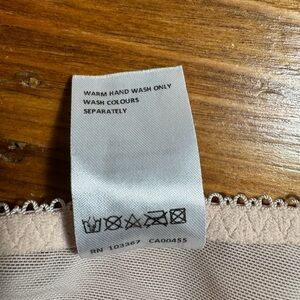 WARM HAND WASH ONLY
WASH COLOURS
SEPARATELY
RN 103367 CA00455